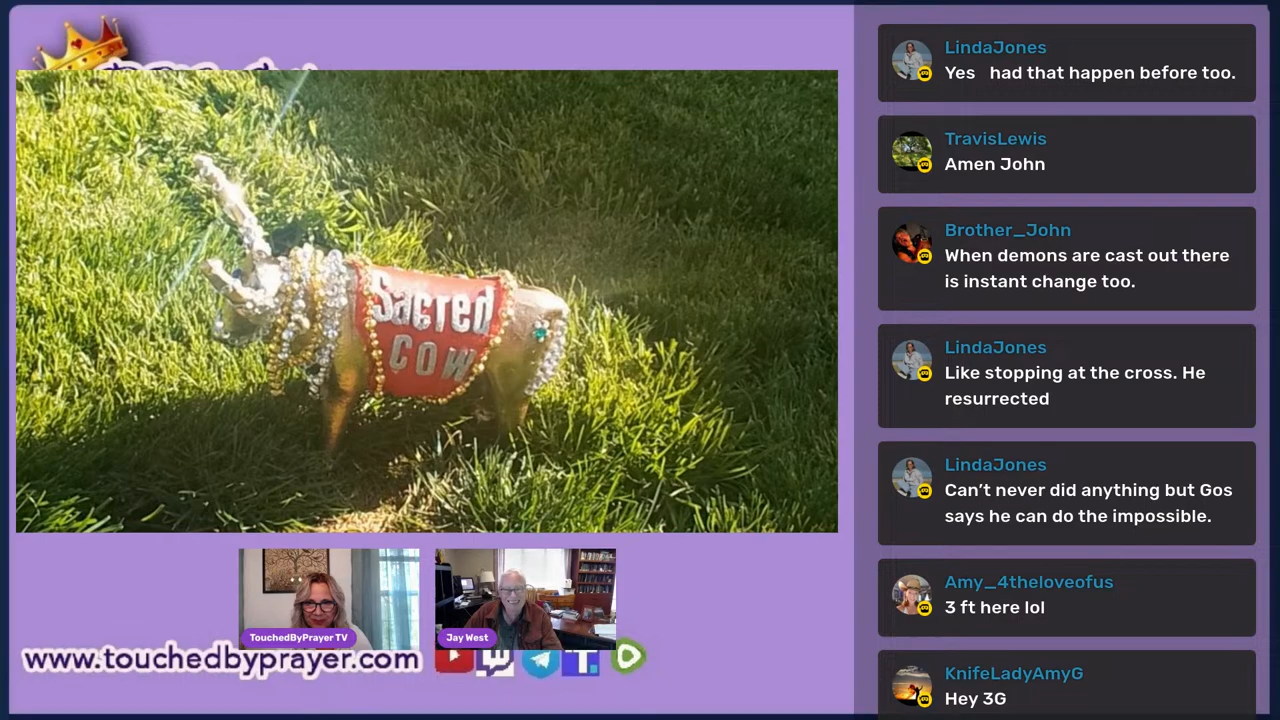 Sacred
COW
TouchedByPrayer TV
Jay West
www.touchedbyprayer.com
LindaJones
Yes had that happen before too.
TravisLewis
Amen John
Brother_John
When demons are cast out there
is instant change too.
LindaJones
Like stopping at the cross. He
resurrected
LindaJones
Can't never did anything but Gos
says he can do the impossible.
Amy_4theloveofus
3 ft here lol
KnifeLadyAmyG
Hey 3G